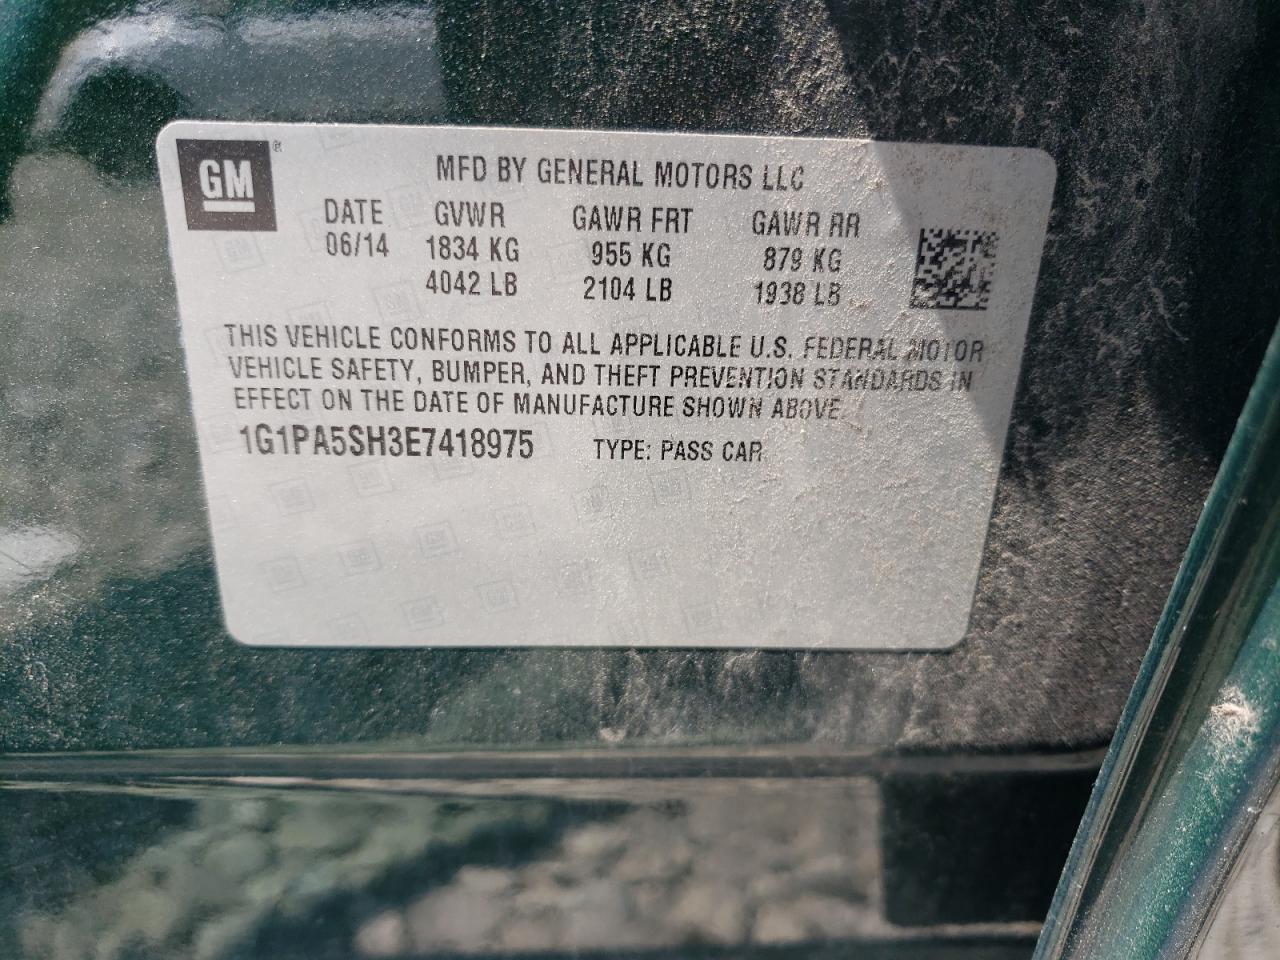 GM ®
MFD BY GENERAL MOTORS LLC
DATE GVWR GAWR FRT GAWR RR
06/14 1834 KG 955 KG 879 KG
4042 LB 2104 LB 1938 LB
THIS VEHICLE CONFORMS TO ALL APPLICABLE U.S. FEDERAL MOTOR
VEHICLE SAFETY, BUMPER, AND THEFT PREVENTION STANDARDS IN
EFFECT ON THE DATE OF MANUFACTURE SHOWN ABOVE.
1G1PA5SH3E7418975 TYPE: PASS CAR